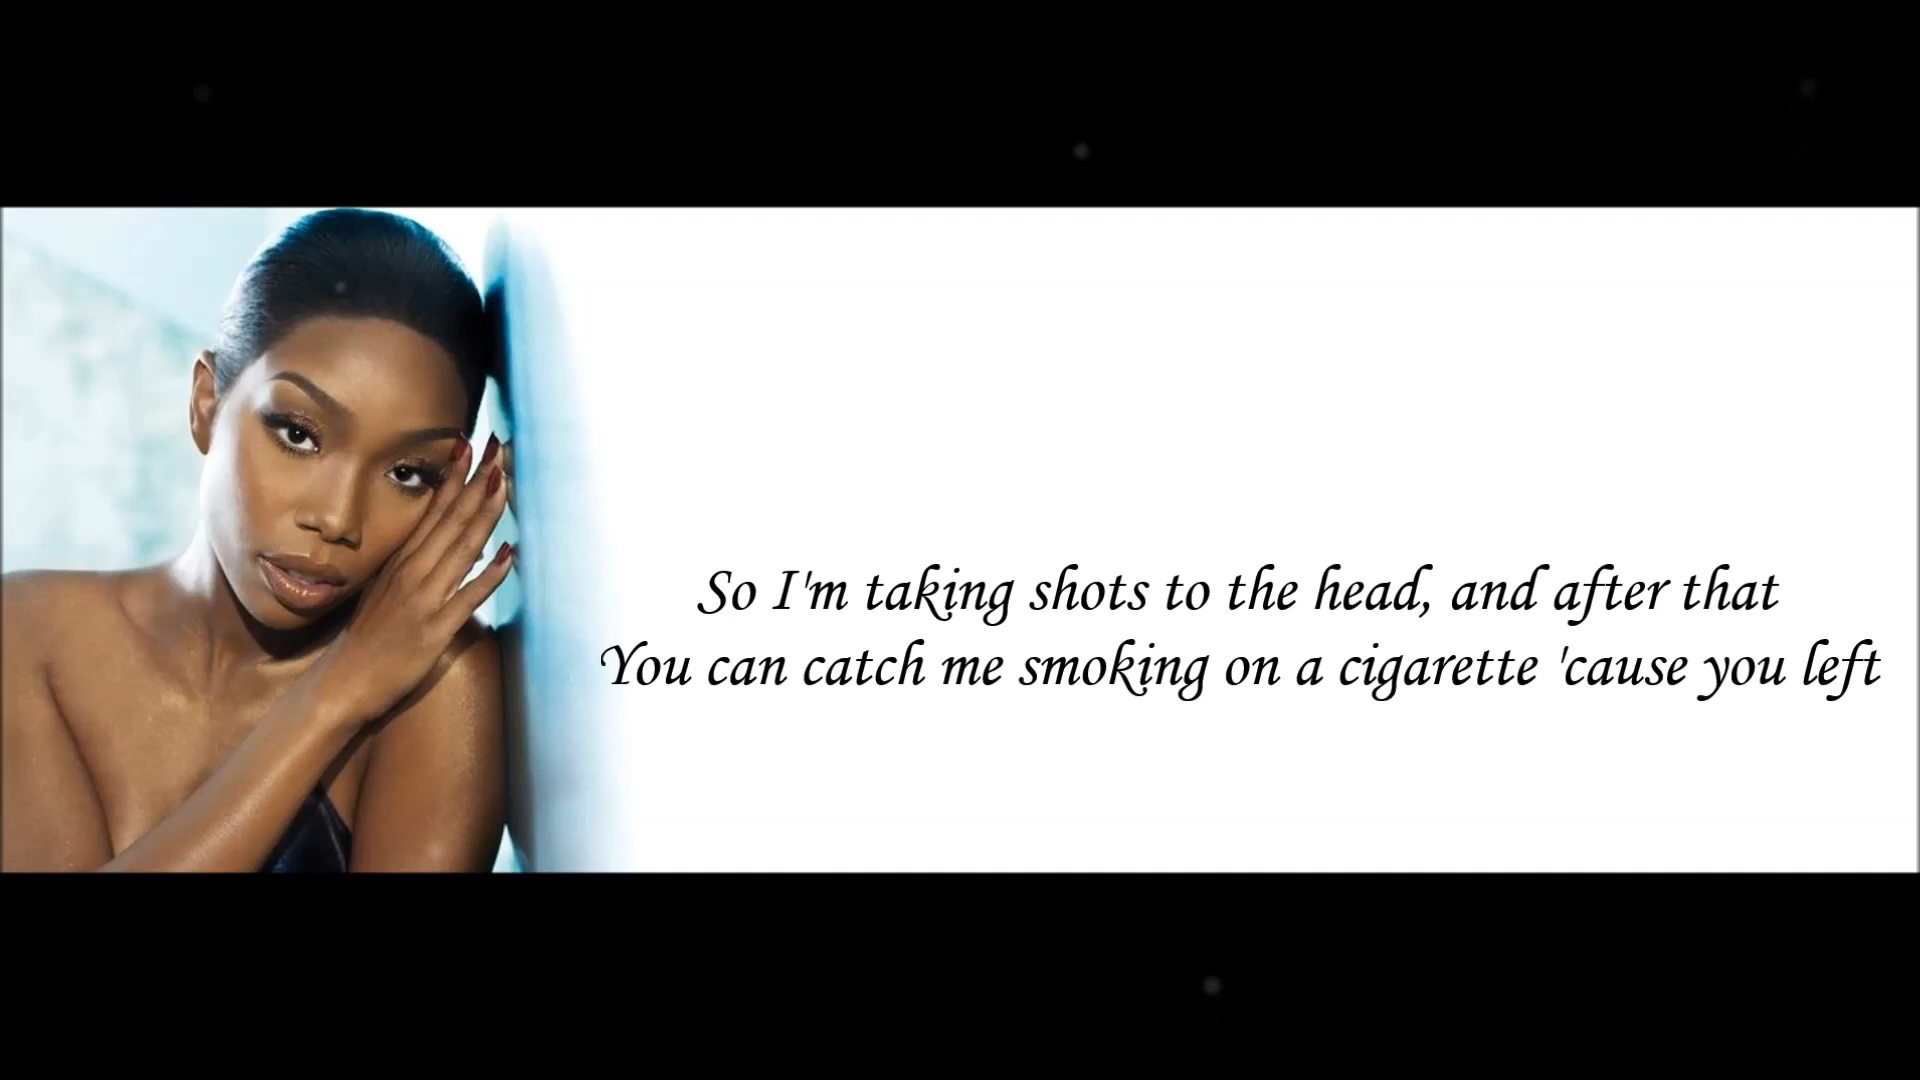 So I'm taking shots to the head, and after that
You can catch me smoking on a cigarette 'cause you left